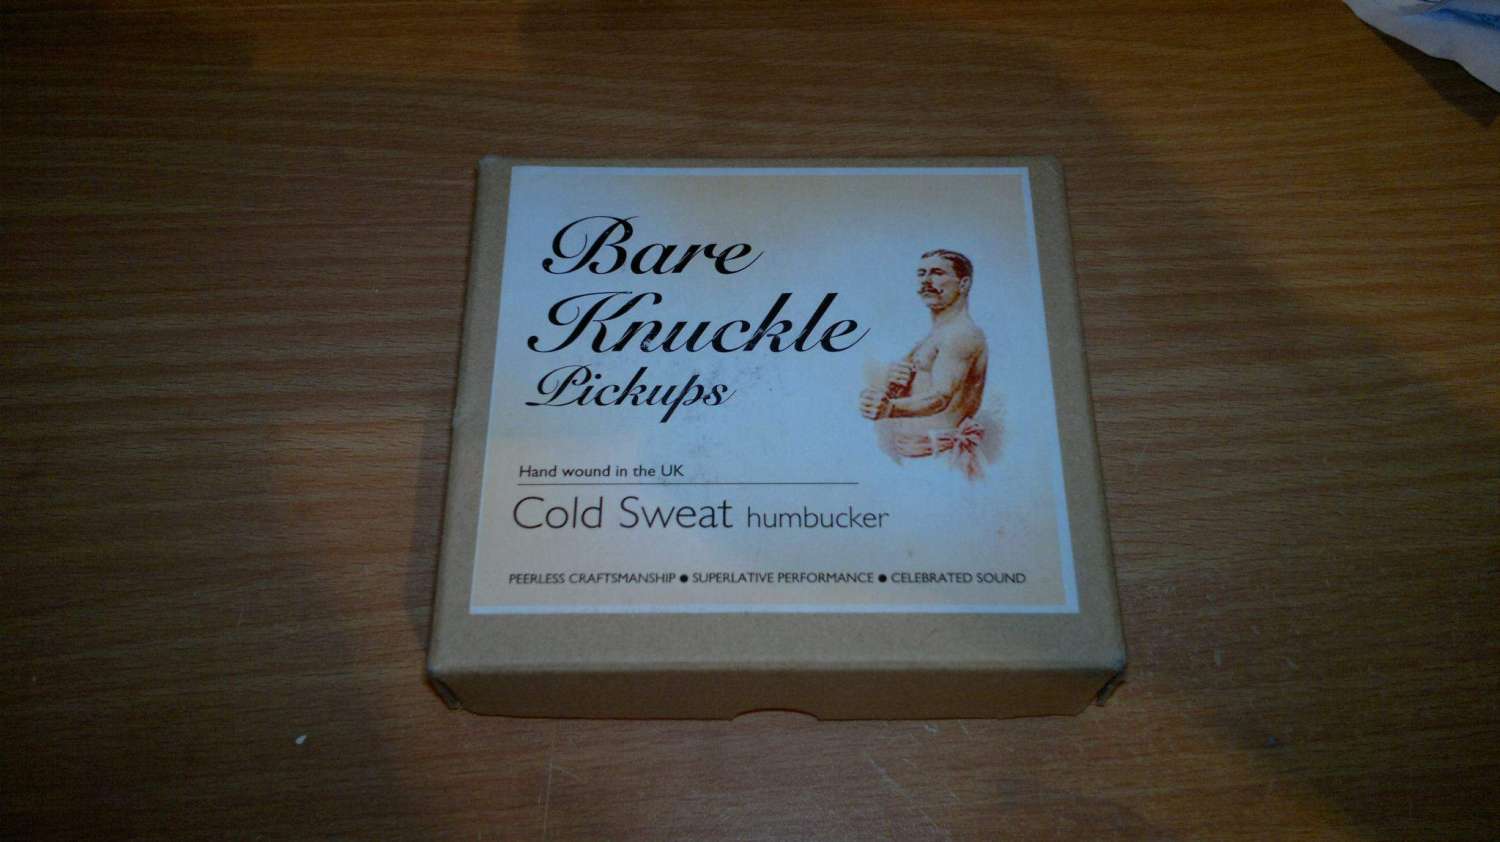 Bare
Knuckle
Pickups
Hand wound in the UK
Cold Sweat humbucker
PEERLESS CRAFTSMANSHIP ● SUPERLATIVE PERFORMANCE ● CELEBRATED SOUND